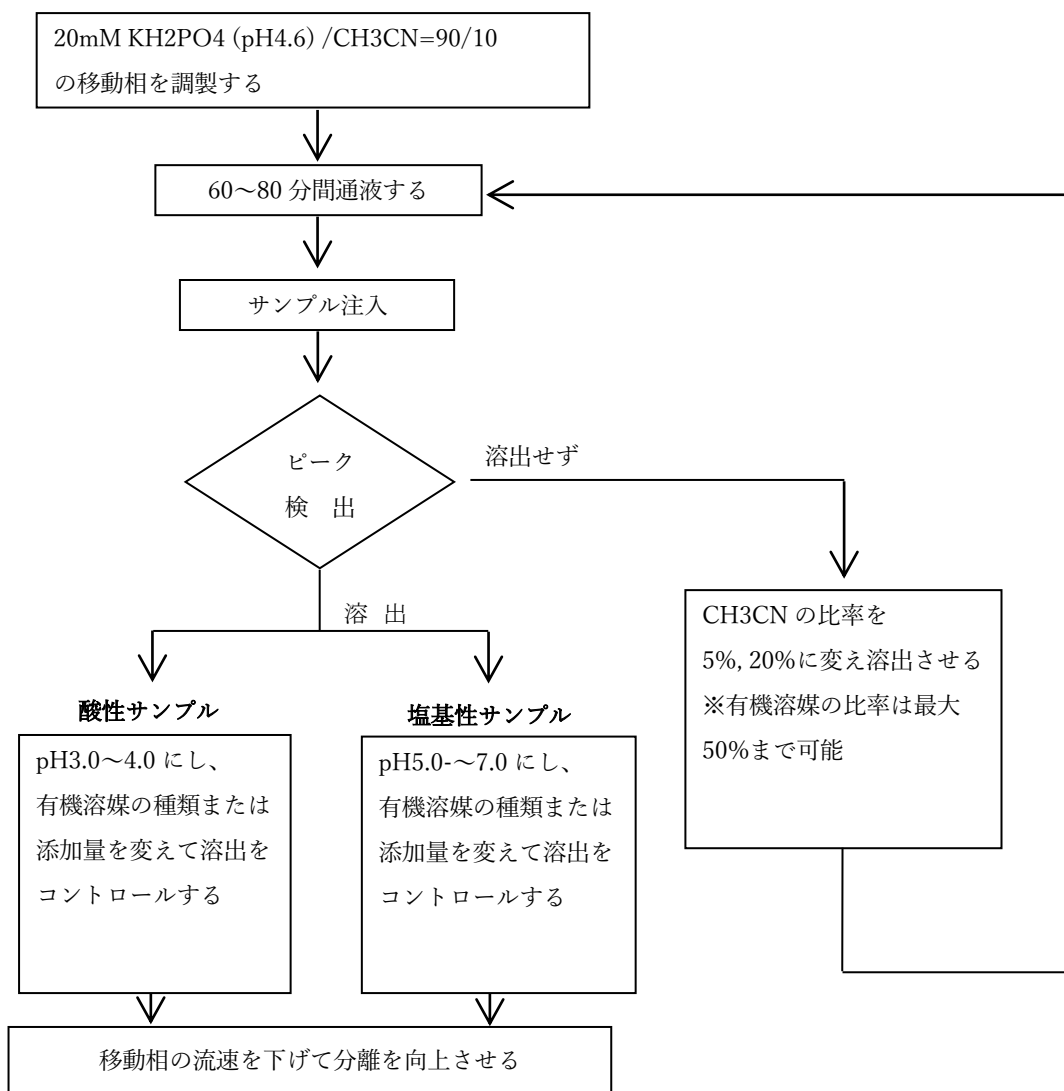 20mM KH2PO4 (pH4.6) /CH3CN=90/10
の移動相を調製する
60～80 分間通液する
サンプル注入
ピーク
検　出
溶出せず
溶 出
CH3CN の比率を
5%, 20%に変え溶出させる
※有機溶媒の比率は最大
50%まで可能
酸性サンプル
pH3.0～4.0 にし、
有機溶媒の種類または
添加量を変えて溶出を
コントロールする
塩基性サンプル
pH5.0-～7.0 にし、
有機溶媒の種類または
添加量を変えて溶出を
コントロールする
移動相の流速を下げて分離を向上させる